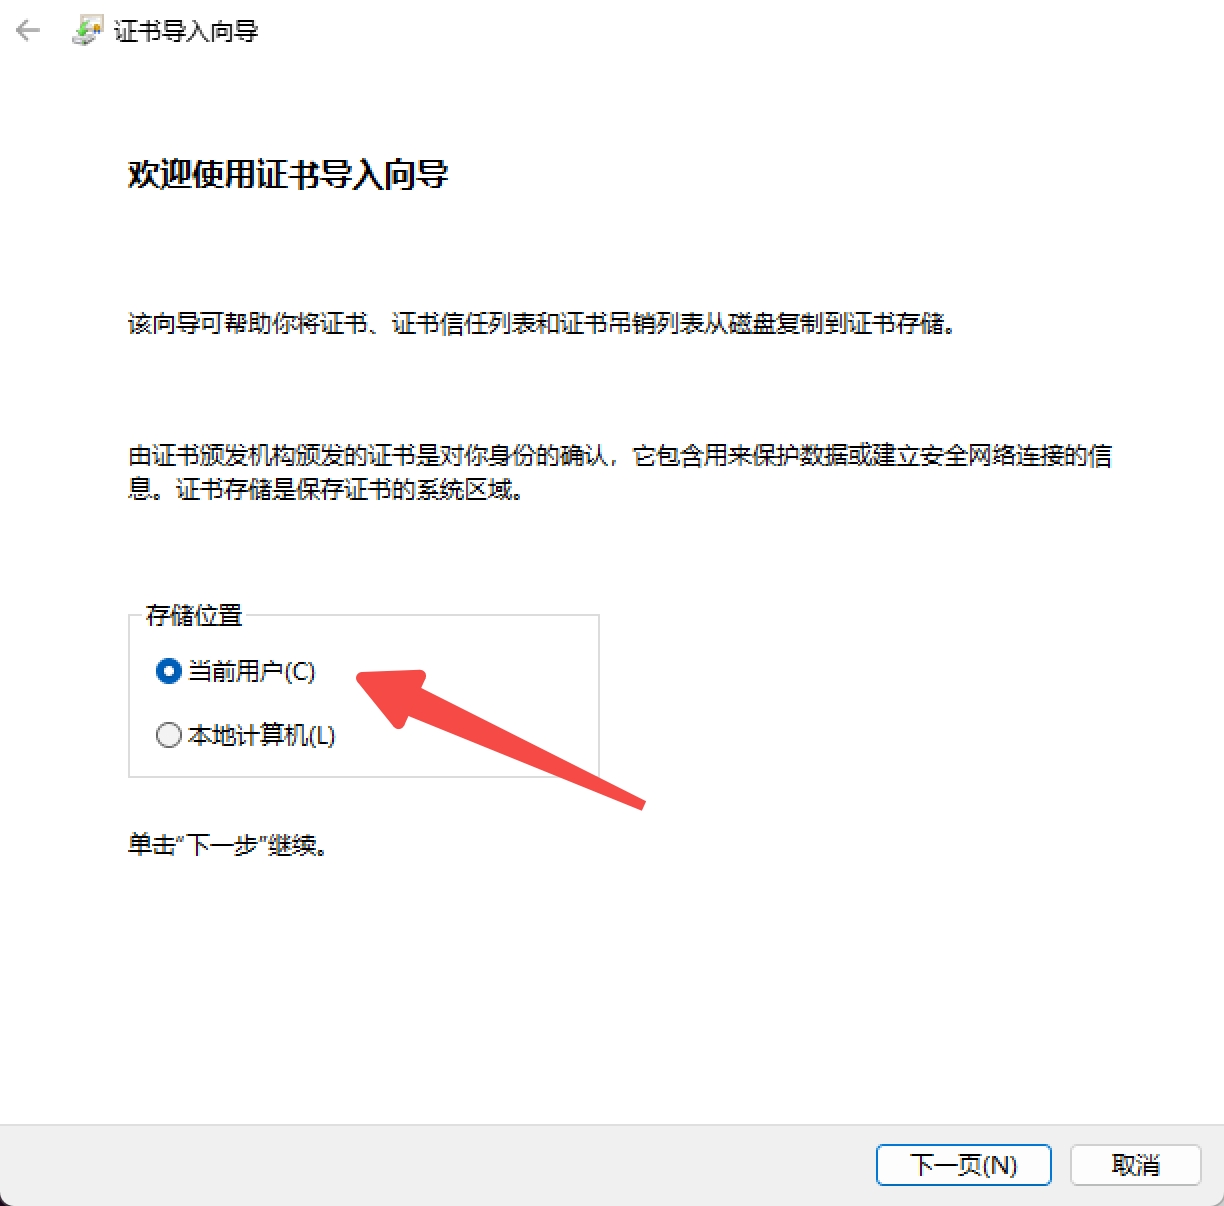 证书导入向导
欢迎使用证书导入向导
该向导可帮助你将证书、证书信任列表和证书吊销列表从磁盘复制到证书存储。
由证书颁发机构颁发的证书是对你身份的确认，它包含用来保护数据或建立安全网络连接的信
息。证书存储是保存证书的系统区域。
存储位置
当前用户(C)
本地计算机(L)
单击“下一步”继续。
下一页(N)
取消